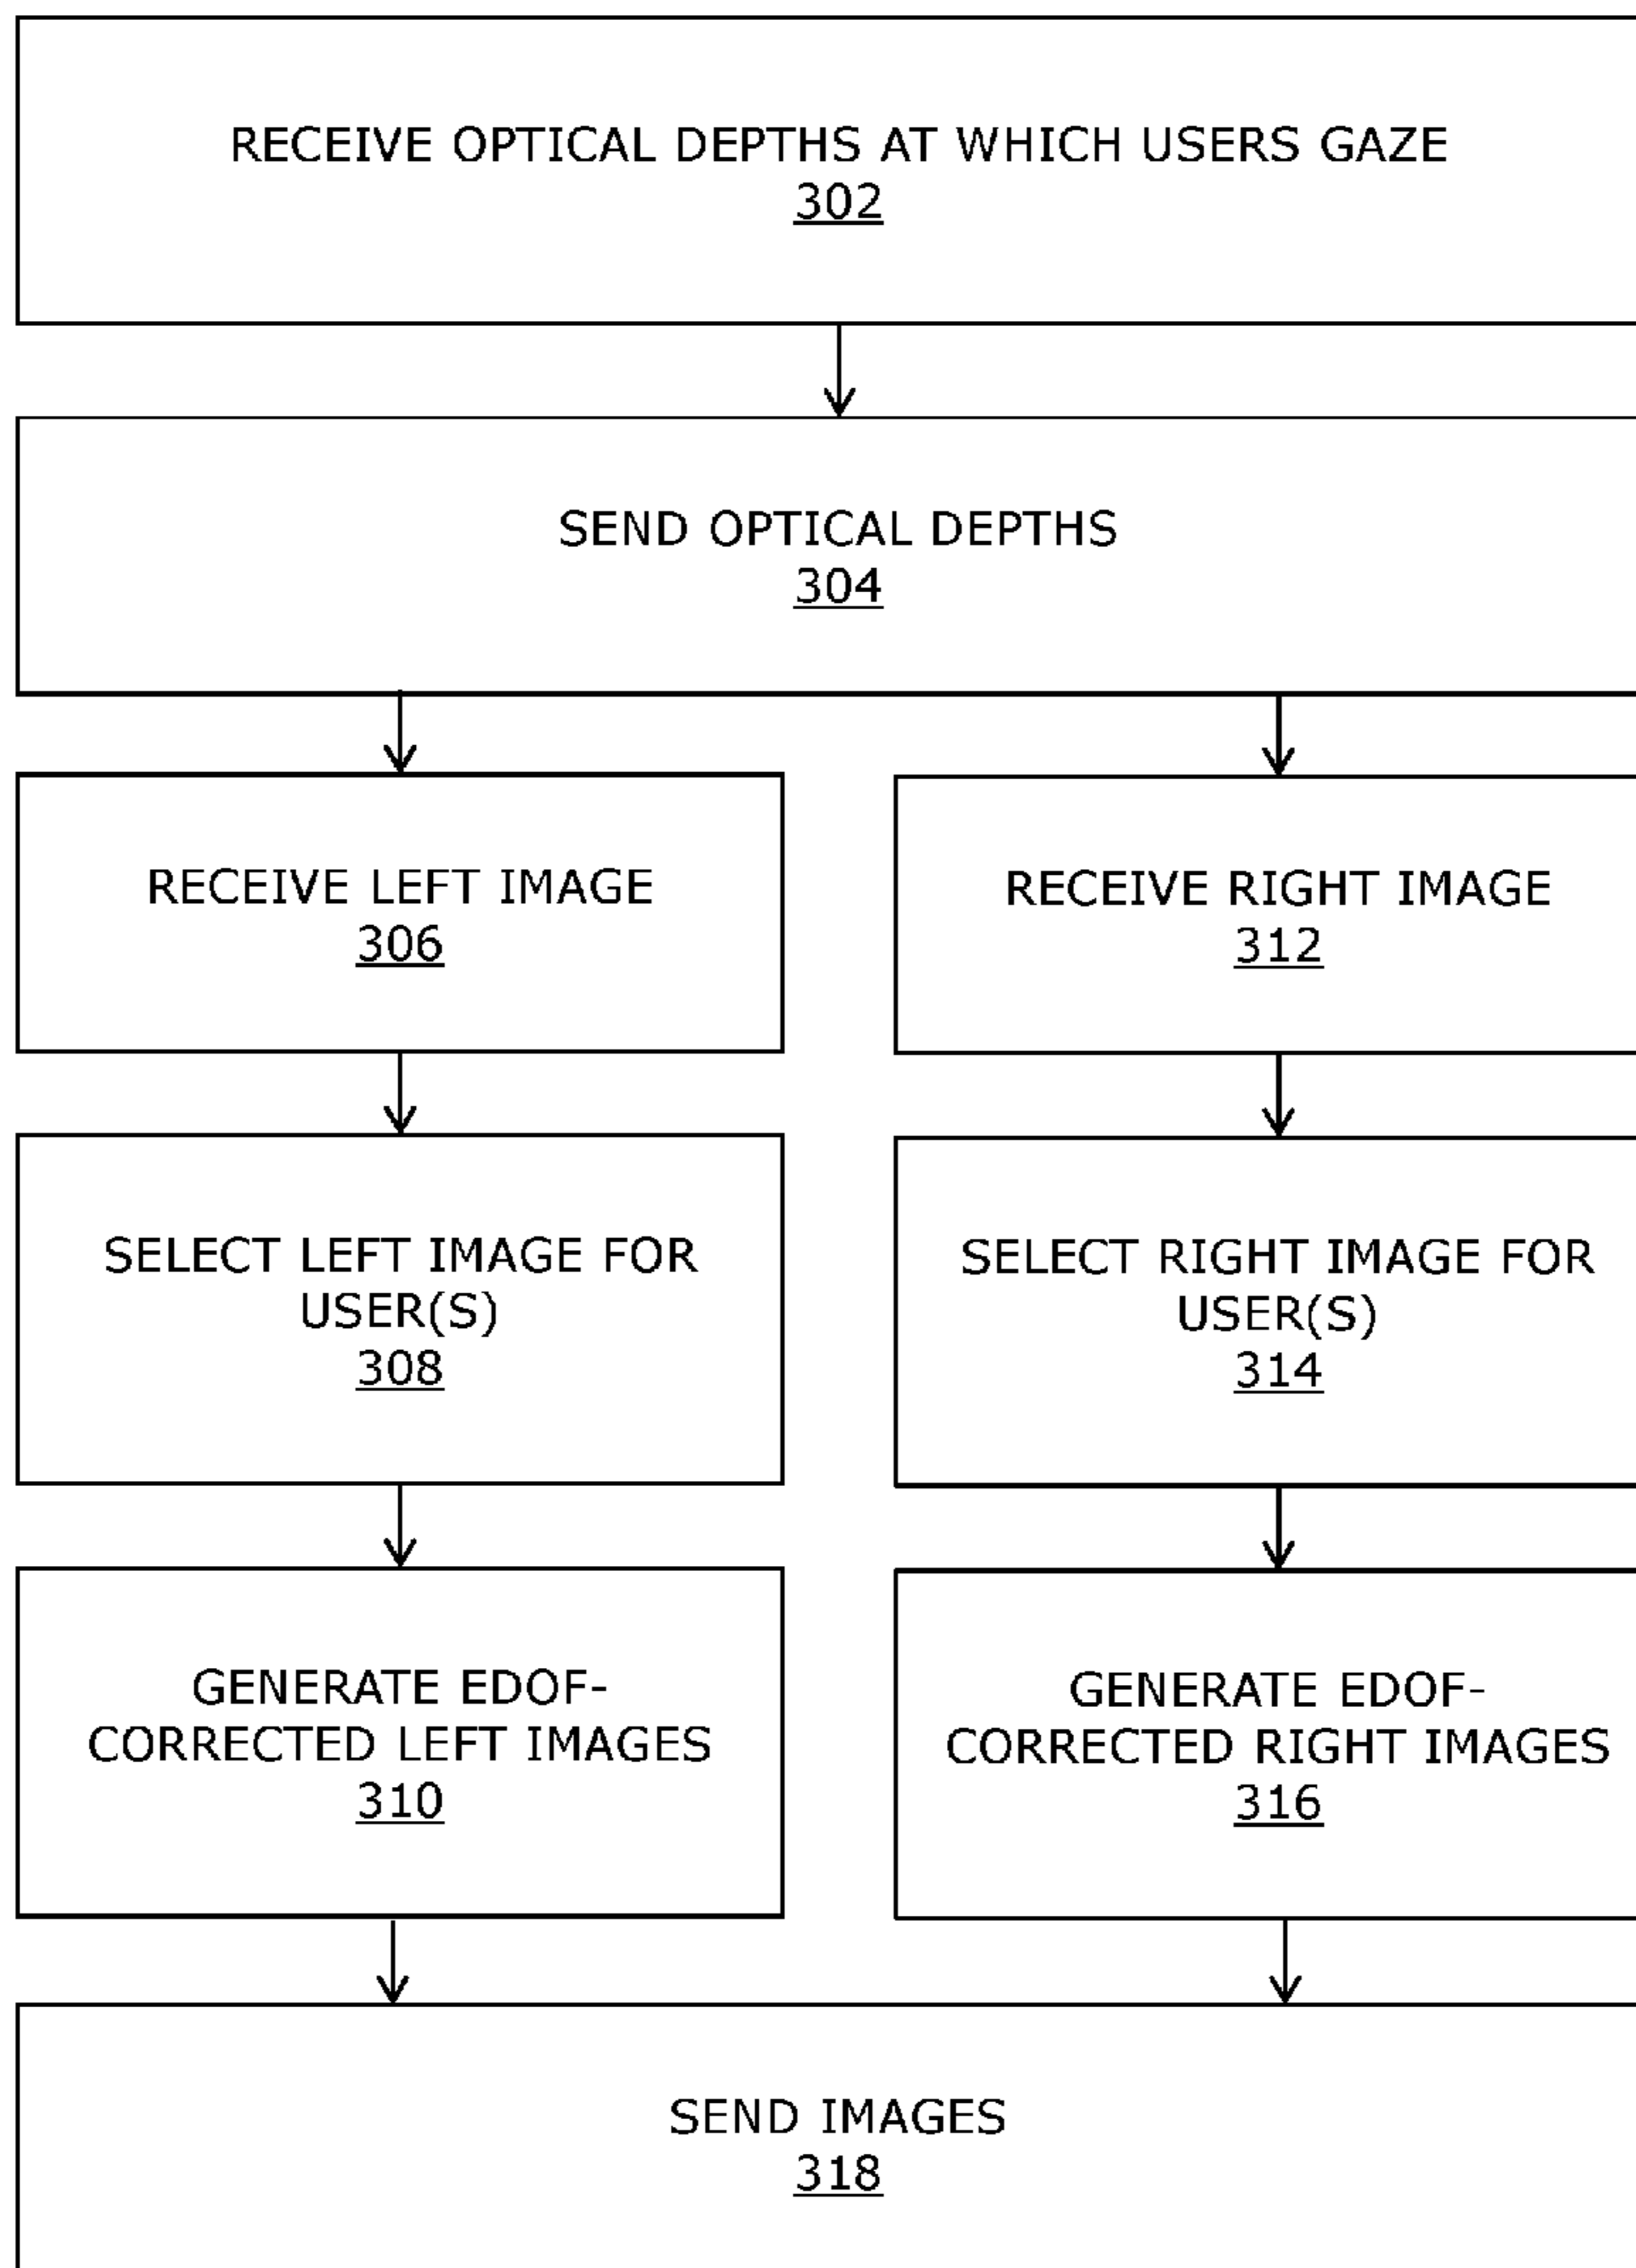 RECEIVE OPTICAL DEPTHS AT WHICH USERS GAZE
302
SEND OPTICAL DEPTHS
304
RECEIVE LEFT IMAGE
306
RECEIVE RIGHT IMAGE
312
SELECT LEFT IMAGE FOR
USER(S)
308
SELECT RIGHT IMAGE FOR
USER(S)
314
GENERATE EDOF-
CORRECTED LEFT IMAGES
310
GENERATE EDOF-
CORRECTED RIGHT IMAGES
316
SEND IMAGES
318